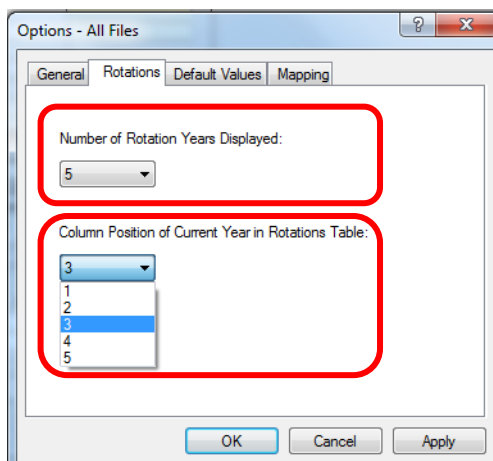 Options - All Files
General Rotations Default Values Mapping
Number of Rotation Years Displayed:
5
Column Position of Current Year in Rotations Table:
3
1
2
3
4
5
OK Cancel Apply